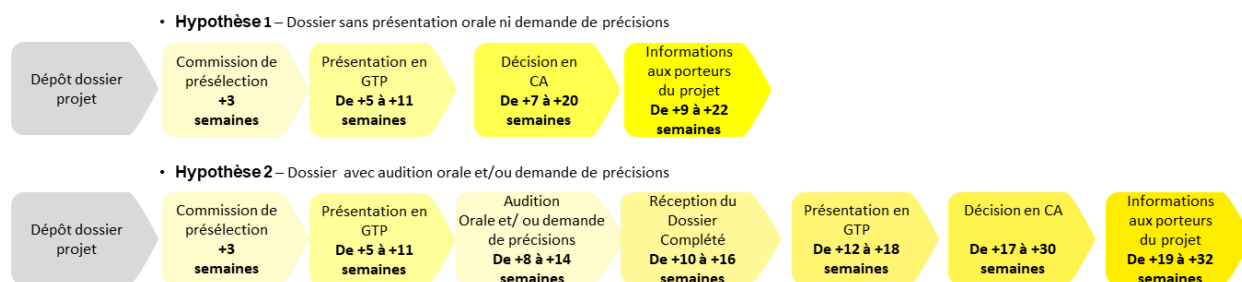 • Hypothèse 1 – Dossier sans présentation orale ni demande de précisions
Dépôt dossier
projet
Commission de
présélection
+3
semaines
Présentation en
GTP
De +5 à +11
semaines
Décision en
CA
De +7 à +20
semaines
Informations
aux porteurs
du projet
De +9 à +22
semaines
• Hypothèse 2 – Dossier avec audition orale et/ou demande de précisions
Dépôt dossier
projet
Commission de
présélection
+3
semaines
Présentation en
GTP
De +5 à +11
semaines
Audition
Orale et/ ou demande
de précisions
De +8 à +14
semaines
Réception du
Dossier
Complété
De +10 à +16
semaines
Présentation en
GTP
De +12 à +18
semaines
Décision en CA
De +17 à +30
semaines
Informations
aux porteurs
du projet
De +19 à +32
semaines